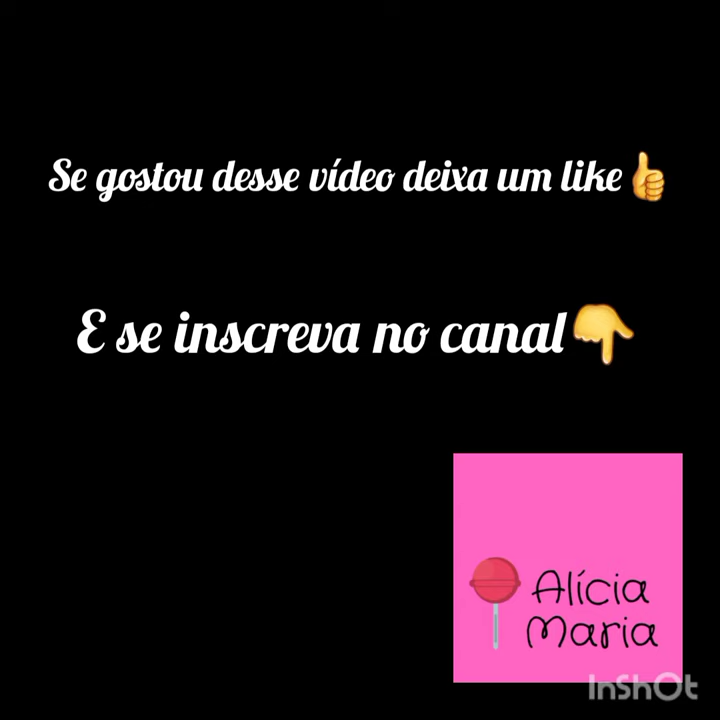 Se gostou desse vídeo deixa um like👍
E se inscreva no canal👇
Alícia
Maria
InShOt